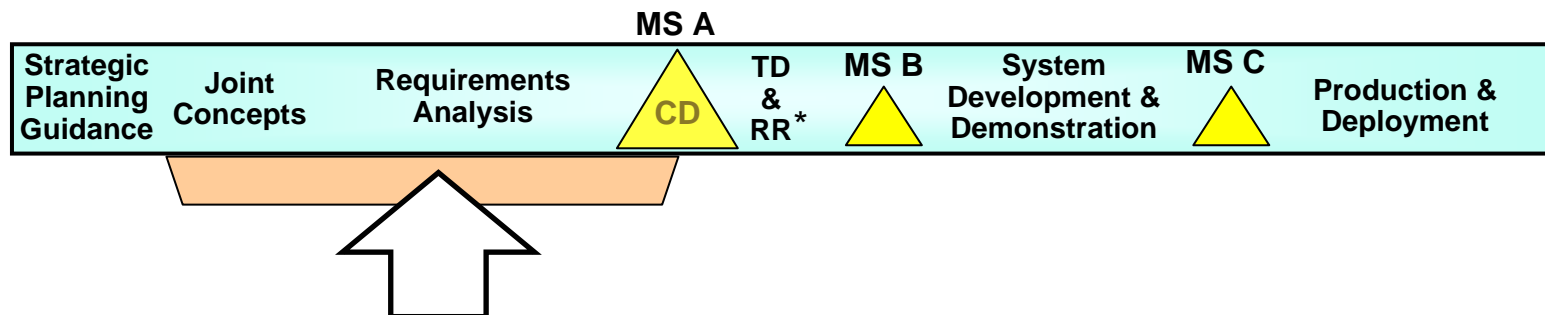 MS A
Strategic
Planning
Guidance
Joint
Concepts
Requirements
Analysis
CD
TD
&
RR*
MS B
System
Development &
Demonstration
MS C
Production &
Deployment